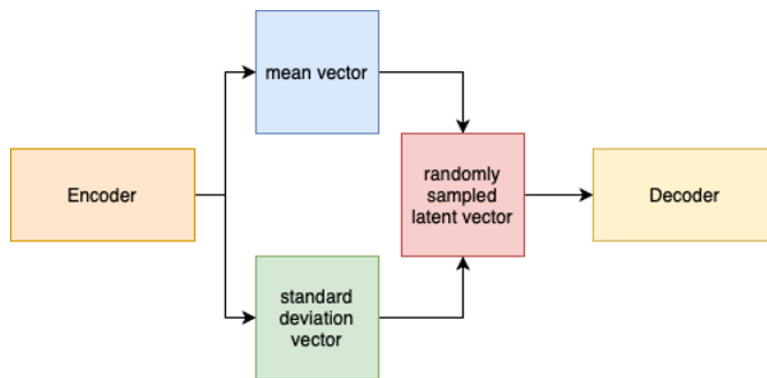 mean vector
Encoder
randomly
sampled
latent vector
Decoder
standard
deviation
vector